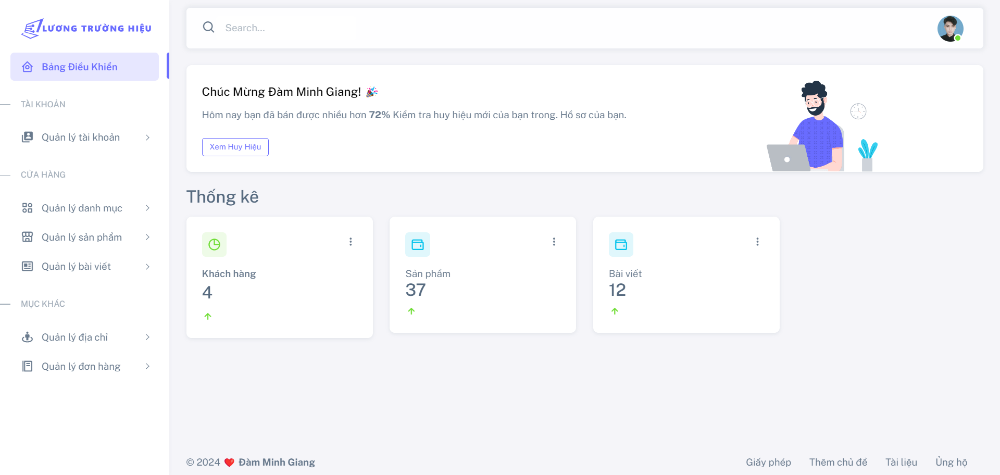 LƯƠNG TRƯỜNG HIỆU
Bảng Điều Khiển
TÀI KHOẢN
Quản lý tài khoản
CỬA HÀNG
Quản lý danh mục
Quản lý sản phẩm
Quản lý bài viết
MỤC KHÁC
Quản lý địa chỉ
Quản lý đơn hàng
Search...
Chúc Mừng Đàm Minh Giang! 🎉
Hôm nay bạn đã bán được nhiều hơn 72% Kiểm tra huy hiệu mới của bạn trong. Hồ sơ của bạn.
Xem Huy Hiệu
Thống kê
Khách hàng
4
Sản phẩm
37
Bài viết
12
© 2024 ❤️ Đàm Minh Giang
Giấy phép Thêm chủ đề Tài liệu Ủng hộ